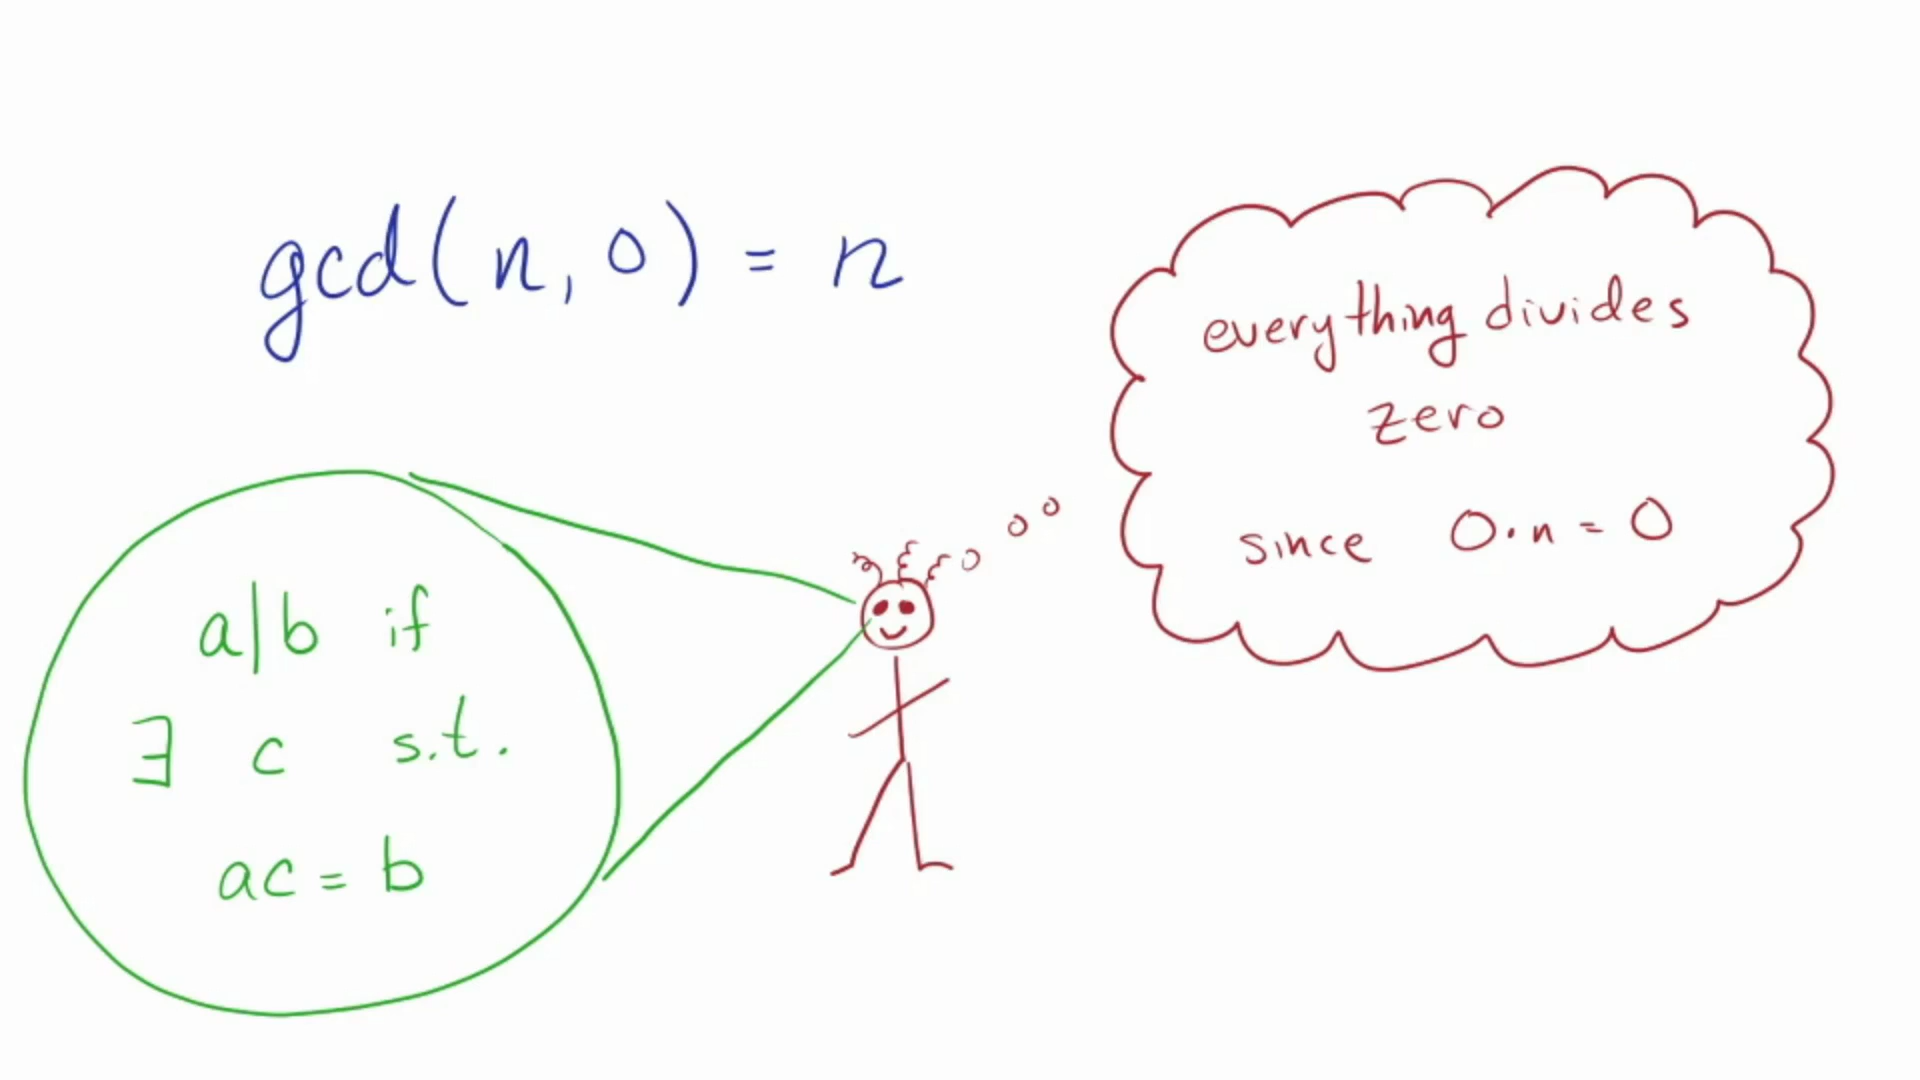 gcd(n, 0) = n
everything divides
zero
since 0·n = 0
a|b if
∃ c s.t.
ac = b